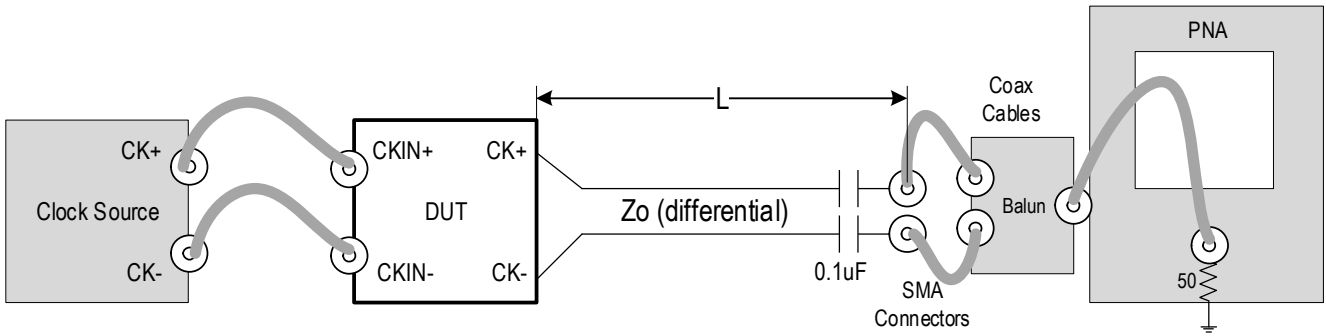 PNA
L
Coax
Cables
CK+
CKIN+
CK+
Clock Source
DUT
Zo (differential)
Balun
CK-
CKIN-
CK-
0.1uF
SMA
Connectors
50